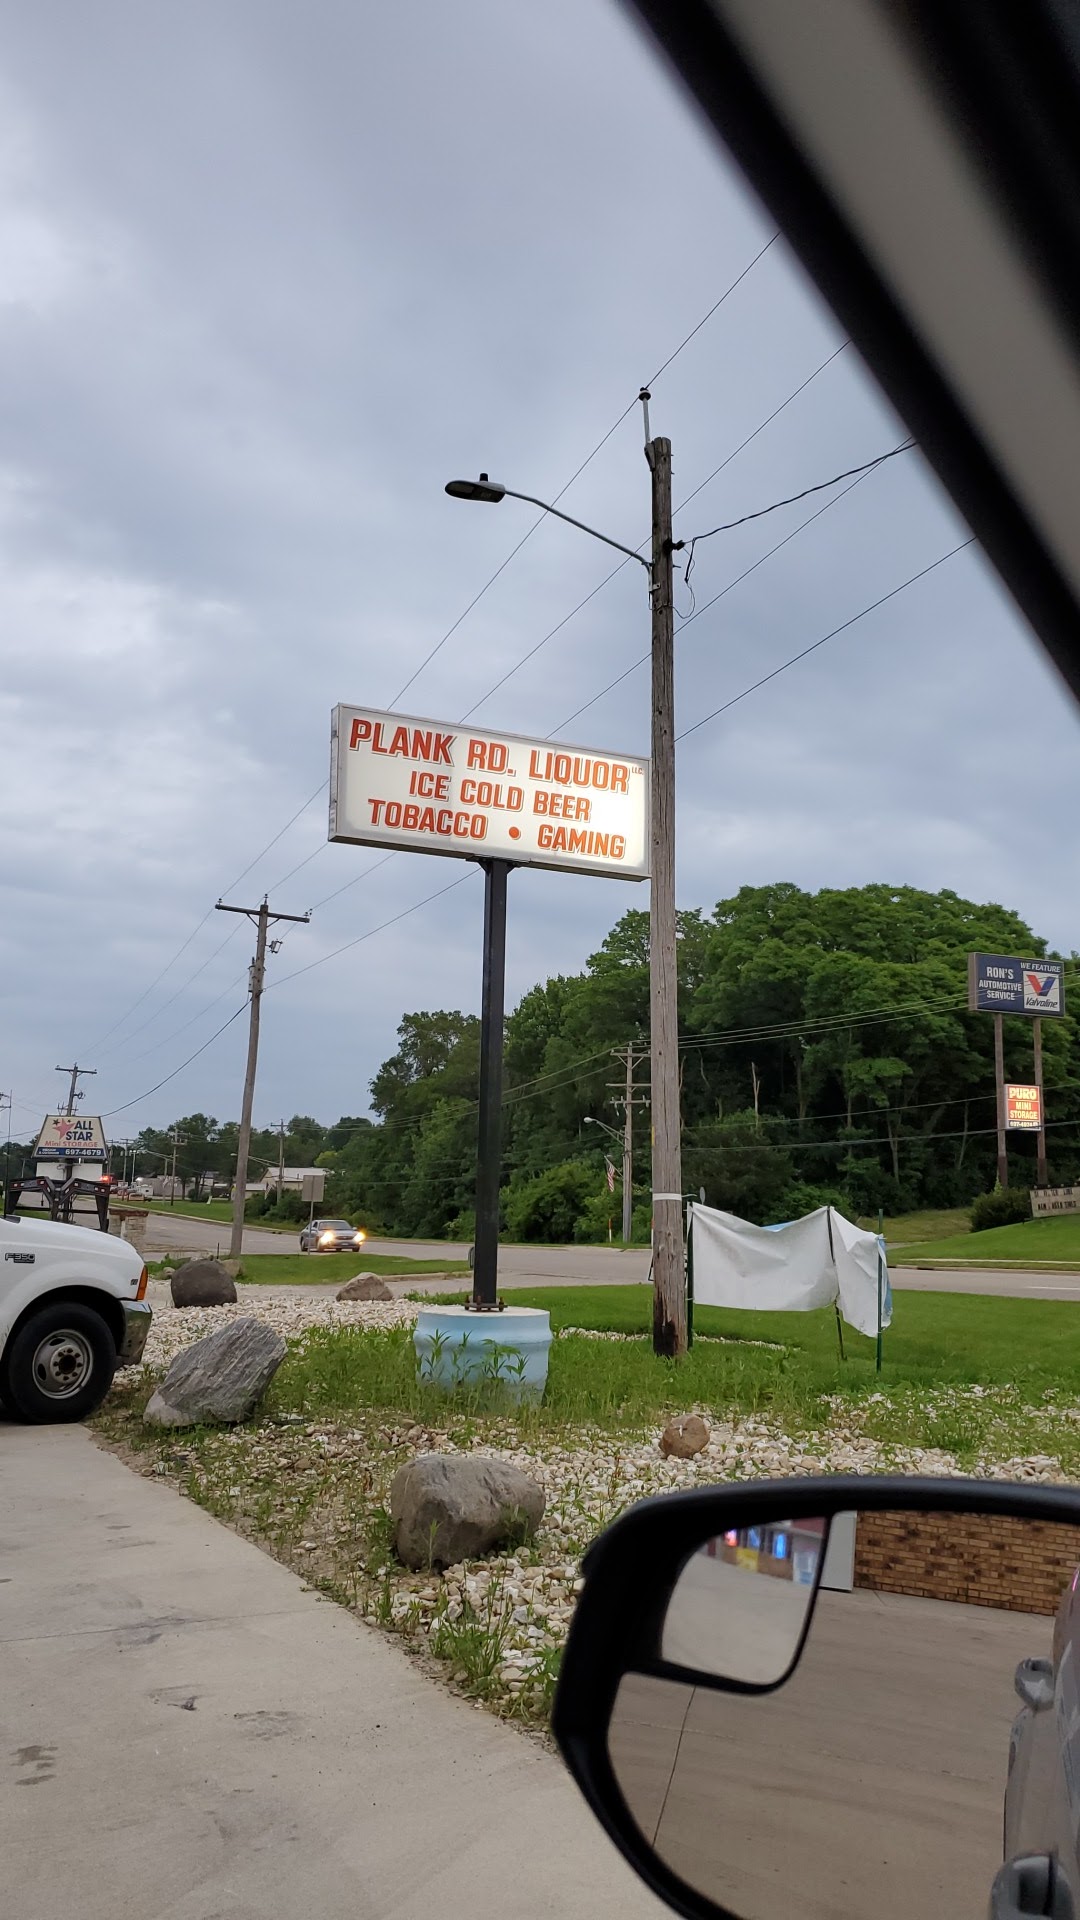 PLANK RD. LIQUOR LLC
ICE COLD BEER
TOBACCO • GAMING
RON'S
AUTOMOTIVE
SERVICE
WE FEATURE
Valvoline
PURO
MINI
STORAGE
ALL
STAR
Mini STORAGE
697-4679
F350